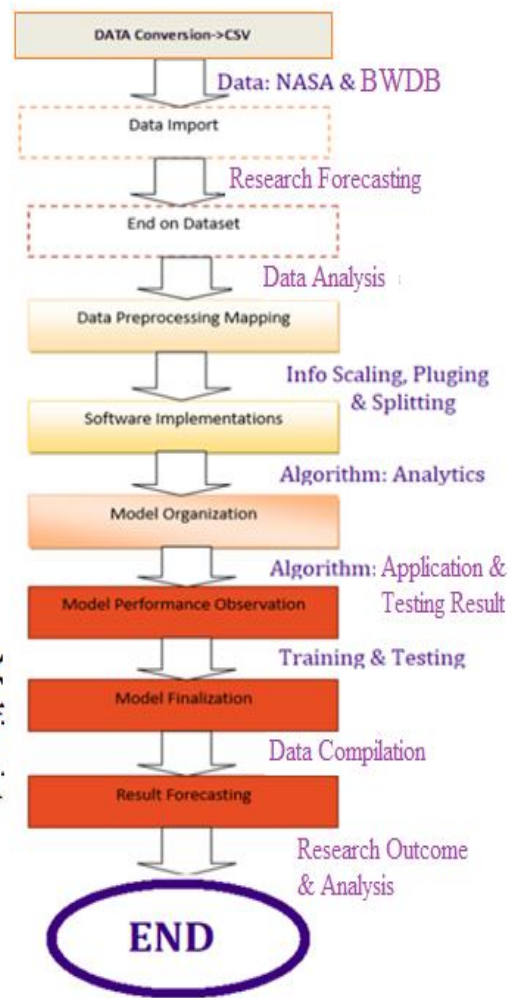 DATA Conversion->CSV
Data: NASA & BWDB
Data Import
Research Forecasting
End on Dataset
Data Analysis
Data Preprocessing Mapping
Info Scaling, Pluging
& Splitting
Software Implementations
Algorithm: Analytics
Model Organization
Algorithm: Application &
Testing Result
Model Performance Observation
Training & Testing
Model Finalization
Data Compilation
Result Forecasting
Research Outcome
& Analysis
END